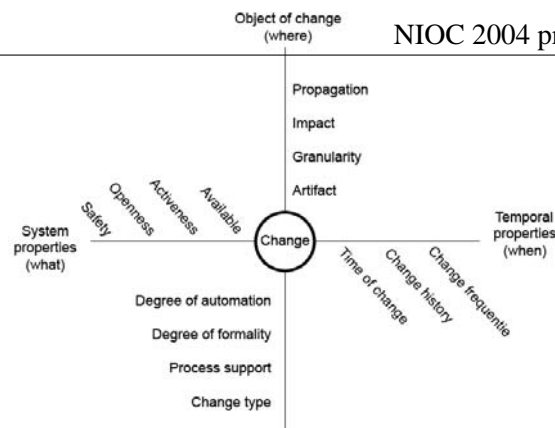 Object of change
(where)
NIOC 2004 pr
Propagation
Impact
Granularity
Artifact
Safety
Openness
Activeness
Available
System
properties
(what)
Change
Temporal
properties
(when)
Time of change
Change history
Change frequentie
Degree of automation
Degree of formality
Process support
Change type